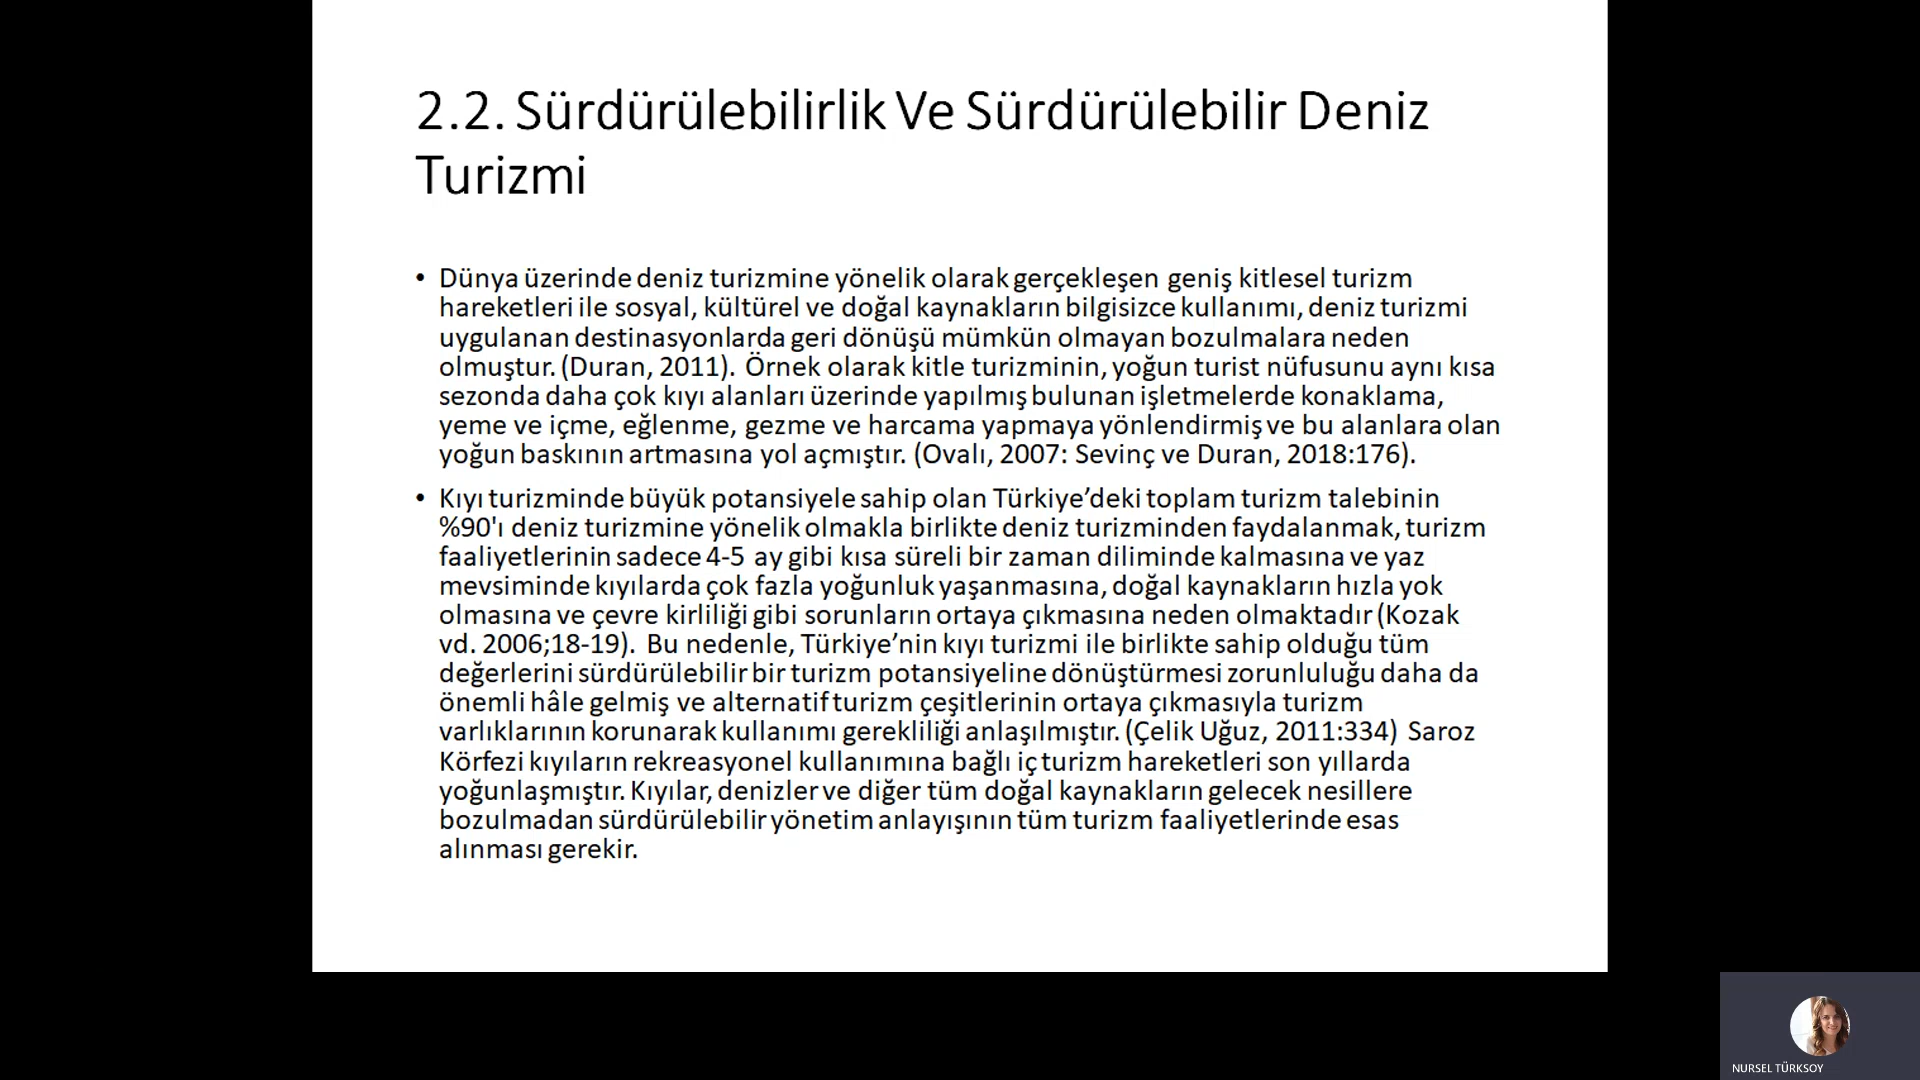 2.2. Sürdürülebilirlik Ve Sürdürülebilir Deniz
Turizmi
• Dünya üzerinde deniz turizmine yönelik olarak gerçekleşen geniş kitlesel turizm
hareketleri ile sosyal, kültürel ve doğal kaynakların bilgisizce kullanımı, deniz turizmi
uygulanan destinasyonlarda geri dönüşü mümkün olmayan bozulmalara neden
olmuştur. (Duran, 2011). Örnek olarak kitle turizminin, yoğun turist nüfusunu aynı kısa
sezonda daha çok kıyı alanları üzerinde yapılmış bulunan işletmelerde konaklama,
yeme ve içme, eğlenme, gezme ve harcama yapmaya yönlendirmiş ve bu alanlara olan
yoğun baskının artmasına yol açmıştır. (Ovalı, 2007: Sevinç ve Duran, 2018:176).
• Kıyı turizminde büyük potansiyele sahip olan Türkiye’deki toplam turizm talebinin
%90'ı deniz turizmine yönelik olmakla birlikte deniz turizminden faydalanmak, turizm
faaliyetlerinin sadece 4-5 ay gibi kısa süreli bir zaman diliminde kalmasına ve yaz
mevsiminde kıyılarda çok fazla yoğunluk yaşanmasına, doğal kaynakların hızla yok
olmasına ve çevre kirliliği gibi sorunların ortaya çıkmasına neden olmaktadır (Kozak
vd. 2006;18-19). Bu nedenle, Türkiye’nin kıyı turizmi ile birlikte sahip olduğu tüm
değerlerini sürdürülebilir bir turizm potansiyeline dönüştürmesi zorunluluğu daha da
önemli hâle gelmiş ve alternatif turizm çeşitlerinin ortaya çıkmasıyla turizm
varlıklarının korunarak kullanımı gerekliliği anlaşılmıştır. (Çelik Uğuz, 2011:334) Saroz
Körfezi kıyıların rekreasyonel kullanımına bağlı iç turizm hareketleri son yıllarda
yoğunlaşmıştır. Kıyılar, denizler ve diğer tüm doğal kaynakların gelecek nesillere
bozulmadan sürdürülebilir yönetim anlayışının tüm turizm faaliyetlerinde esas
alınması gerekir.
NURSEL TÜRKSOY